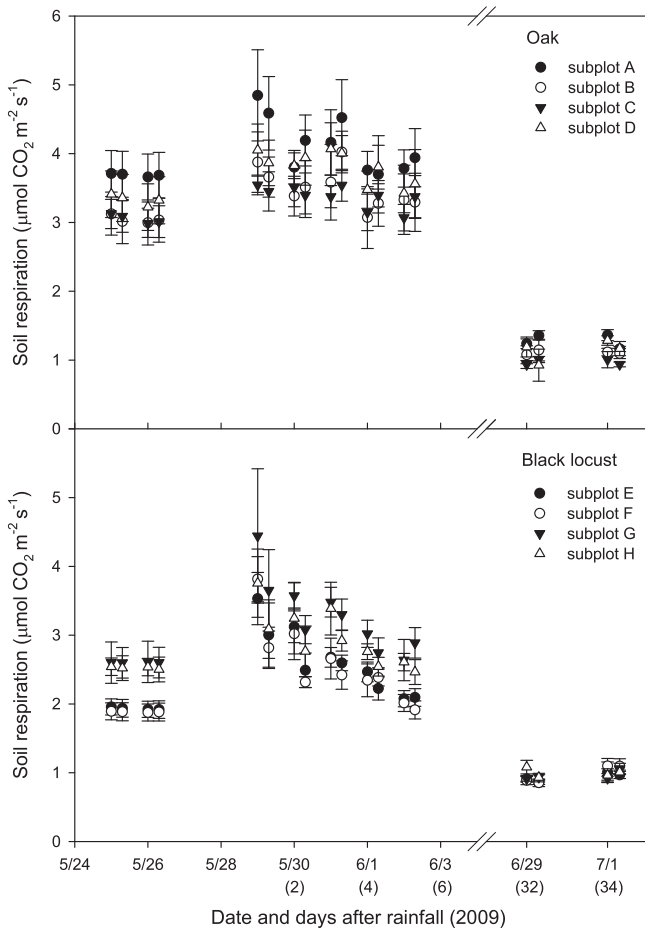 6
5
4
3
2
1
0
Soil respiration (μmol CO2 m-2 s-1)
Oak
subplot A
subplot B
subplot C
subplot D
5
4
3
2
1
0
Soil respiration (μmol CO2 m-2 s-1)
Black locust
subplot E
subplot F
subplot G
subplot H
5/24 5/26 5/28 5/30 6/1 6/3 6/29 7/1
(2) (4) (6) (32) (34)
Date and days after rainfall (2009)